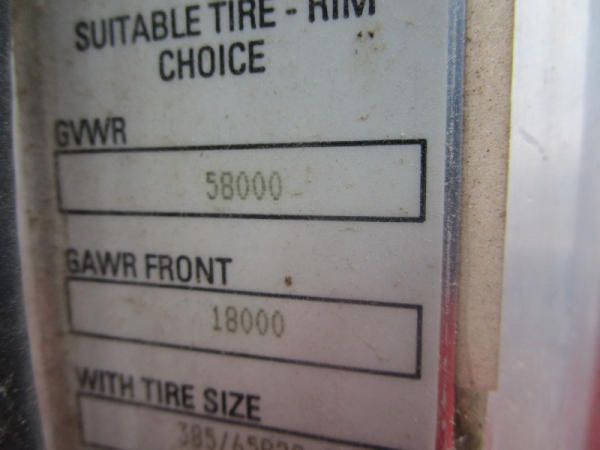 SUITABLE TIRE - RIM
CHOICE
GVWR
58000
GAWR FRONT
18000
WITH TIRE SIZE